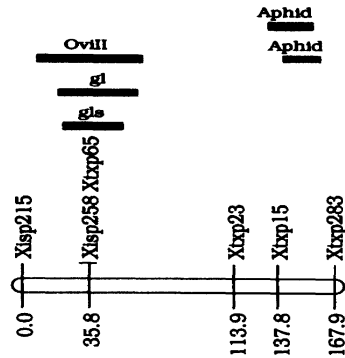 Aphid
OviII
Aphid
gl
gls
Xisp215
Xisp258 Xtxp65
Xtxp23
Xtxp15
Xtxp283
0.0
35.8
113.9
137.8
167.9